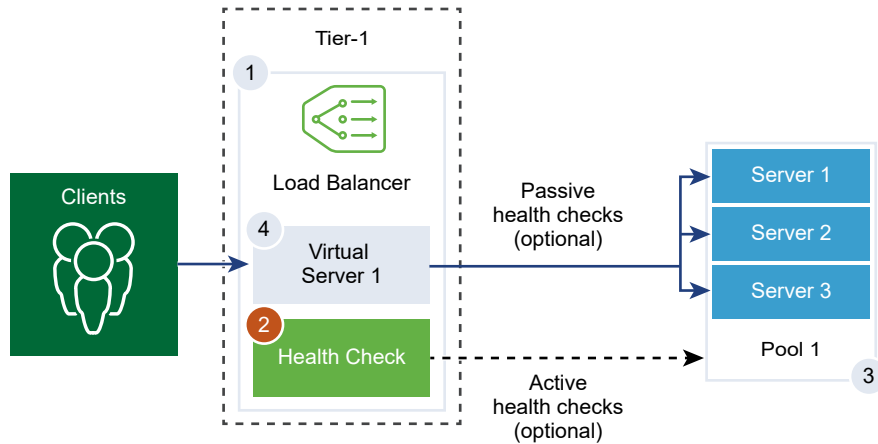 Tier-1
1
Load Balancer
Clients
4
Virtual
Server 1
2
Health Check
Passive
health checks
(optional)
Active
health checks
(optional)
Server 1
Server 2
Server 3
Pool 1
3